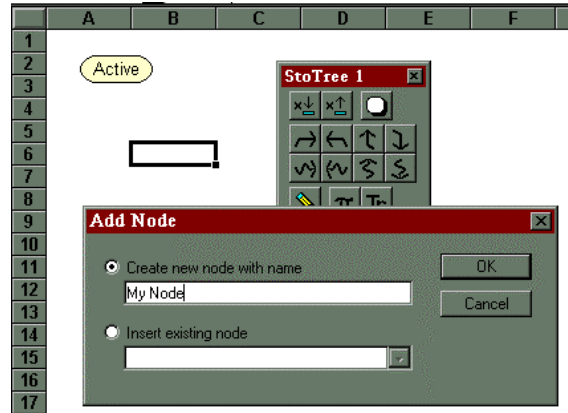 A B C D E F
1
2
3
4
5
6
7
8
9
10
11
12
13
14
15
16
17
Active
StoTree 1
x x
π Tr
Add Node
Create new node with name
My Node
Insert existing node
OK
Cancel